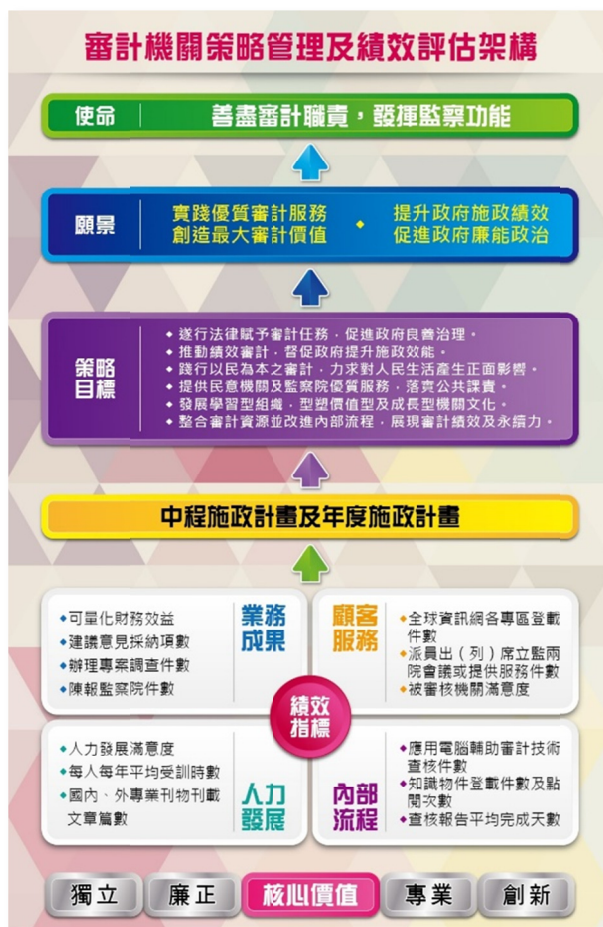 審計機關策略管理及績效評估架構
使命
善盡審計職責，發揮監察功能
願景
實踐優質審計服務
創造最大審計價值
◆
提升政府施政績效
促進政府廉能政治
策略
目標
◆遂行法律賦予審計任務，促進政府良善治理。
◆推動績效審計，督促政府提升施政效能。
◆踐行以民為本之審計，力求對人民生活產生正面影響。
◆提供民意機關及監察院優質服務，落實公共課責。
◆發展學習型組織，型塑價值型及成長型機關文化。
◆整合審計資源並改進內部流程，展現審計績效及永續力。
中程施政計畫及年度施政計畫
◆可量化財務效益
◆建議意見採納項數
◆辦理專案調查件數
◆陳報監察院件數
業務
成果
顧客
服務
◆全球資訊網各專區登載
件數
◆派員出（列）席立監兩
院會議或提供服務件數
◆被審核機關滿意度
績效
指標
◆人力發展滿意度
◆每人每年平均受訓時數
◆國內、外專業刊物刊載
文章篇數
人力
發展
內部
流程
◆應用電腦輔助審計技術
查核件數
◆知識物件登載件數及點
閱次數
◆查核報告平均完成天數
獨立
廉正
核心價值
專業
創新